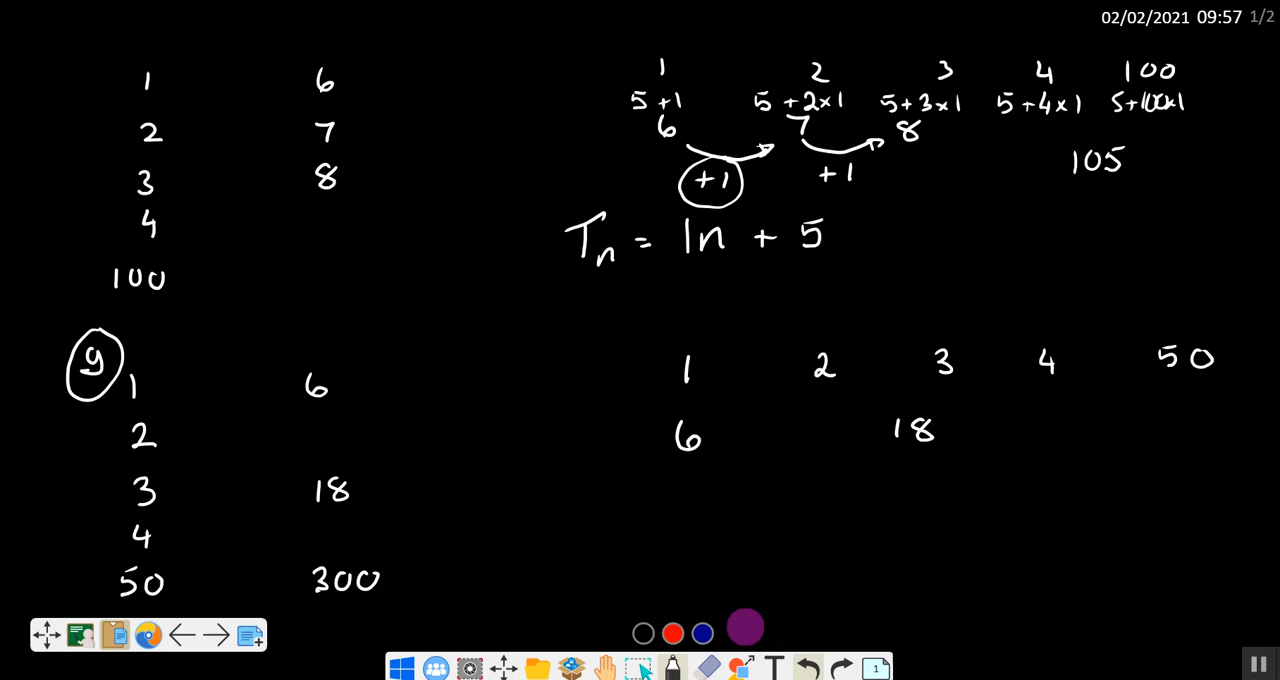 02/02/2021 09:57 1/2
1 6
2 7
3 8
4
100
1 2 3 4 100
5 +1 5 + 2×1 5 + 3×1 5 + 4×1 5+100×1
6 7 8
+1 +1
105
Tn = 1n + 5
g
1 6
2
3 18
4
50 300
1 2 3 4 50
6 18
T 1